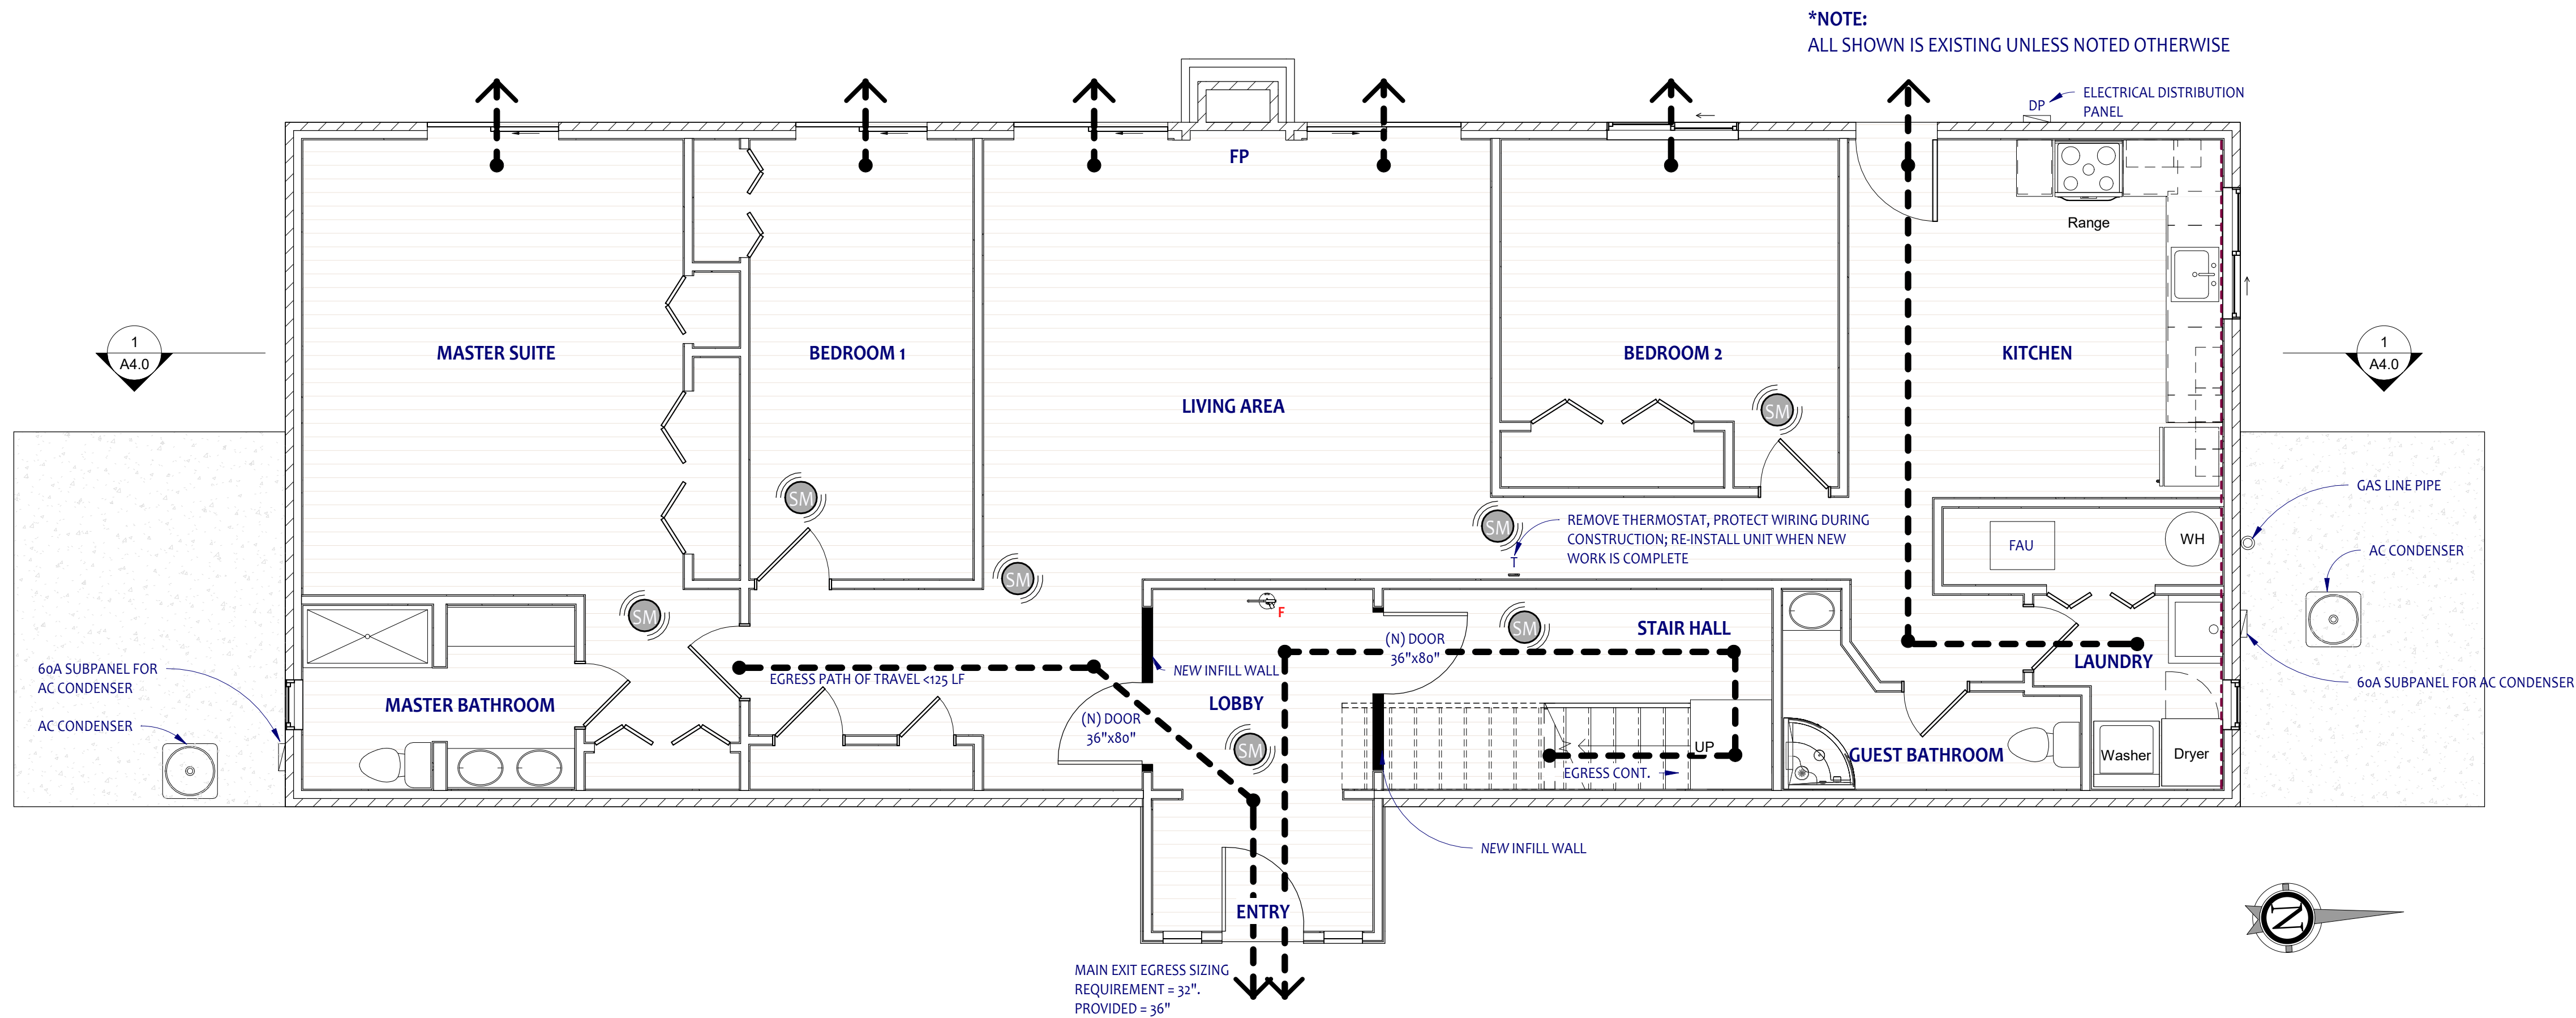 *NOTE:
ALL SHOWN IS EXISTING UNLESS NOTED OTHERWISE
DP
ELECTRICAL DISTRIBUTION
PANEL
FP
Range
1
A4.0
MASTER SUITE
BEDROOM 1
LIVING AREA
BEDROOM 2
KITCHEN
1
A4.0
SM
SM
SM
SM
SM
SM
SM
REMOVE THERMOSTAT, PROTECT WIRING DURING
CONSTRUCTION; RE-INSTALL UNIT WHEN NEW
WORK IS COMPLETE
T
FAU
WH
GAS LINE PIPE
AC CONDENSER
F
(N) DOOR
36"x80"
STAIR HALL
LAUNDRY
60A SUBPANEL FOR AC CONDENSER
60A SUBPANEL FOR
AC CONDENSER
AC CONDENSER
MASTER BATHROOM
EGRESS PATH OF TRAVEL <125 LF
NEW INFILL WALL
LOBBY
(N) DOOR
36"x80"
UP
EGRESS CONT.
GUEST BATHROOM
Washer
Dryer
NEW INFILL WALL
ENTRY
MAIN EXIT EGRESS SIZING
REQUIREMENT = 32".
PROVIDED = 36"
N